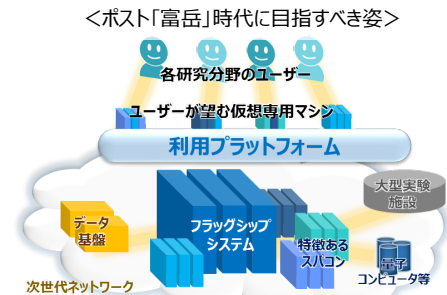 ＜ポスト「富岳」時代に目指すべき姿＞
各研究分野のユーザー
ユーザーが望む仮想専用マシン
利用プラットフォーム
大型実験
施設
データ
基盤
フラッグシップ
システム
特徴ある
スパコン
量子
コンピュータ等
次世代ネットワーク